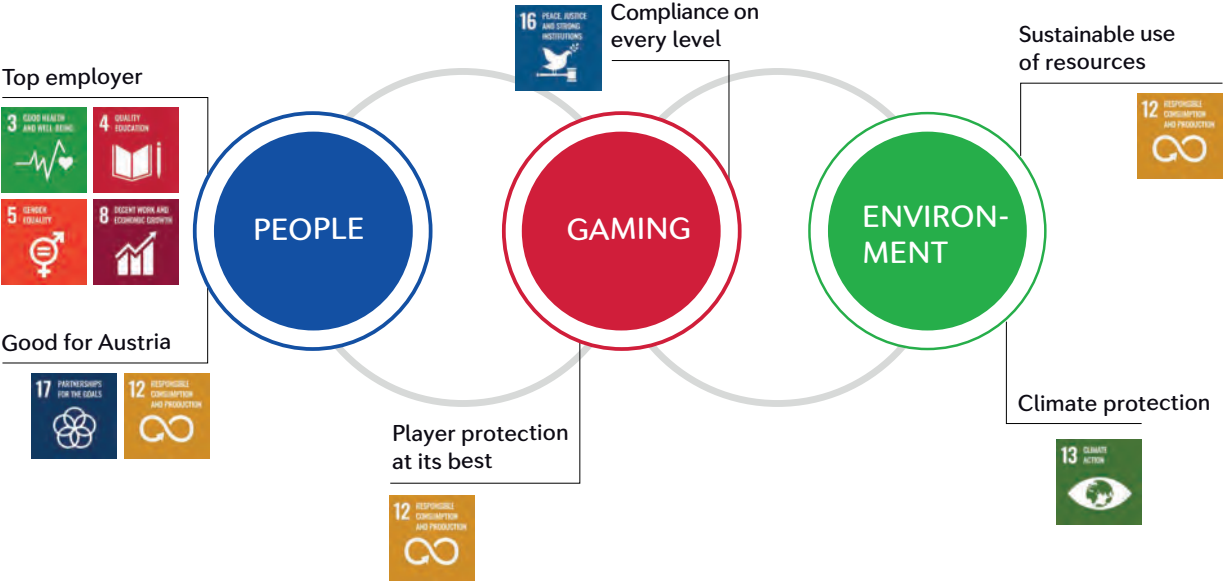 Top employer
3 GOOD HEALTH
AND WELL-BEING
4 QUALITY
EDUCATION
5 GENDER
EQUALITY
8 DECENT WORK AND
ECONOMIC GROWTH
Good for Austria
17 PARTNERSHIPS
FOR THE GOALS
12 RESPONSIBLE
CONSUMPTION
AND PRODUCTION
PEOPLE
16 PEACE, JUSTICE
AND STRONG
INSTITUTIONS
Compliance on
every level
GAMING
Player protection
at its best
12 RESPONSIBLE
CONSUMPTION
AND PRODUCTION
Sustainable use
of resources
12 RESPONSIBLE
CONSUMPTION
AND PRODUCTION
ENVIRON-
MENT
Climate protection
13 CLIMATE
ACTION